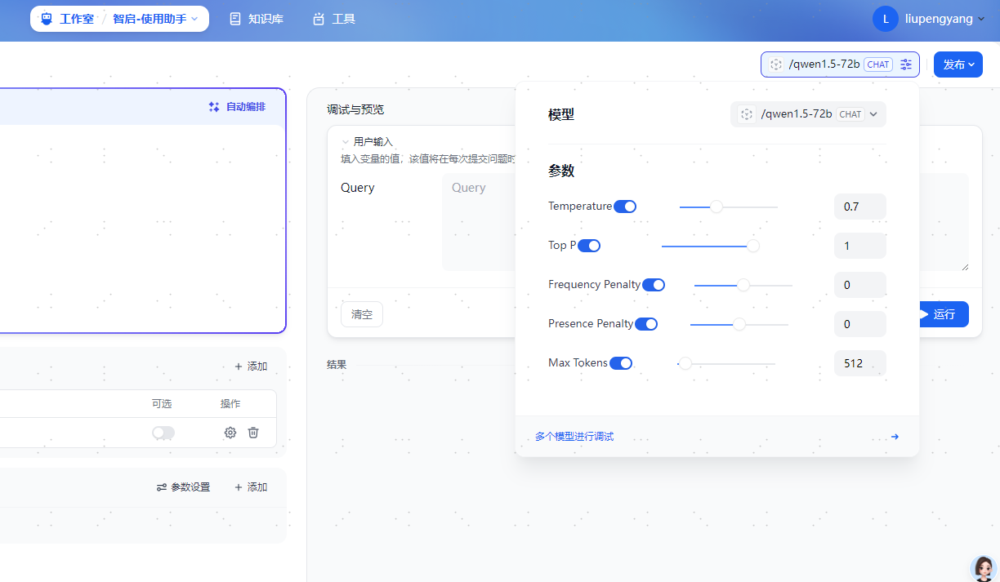 工作室 / 智启-使用助手
知识库
工具
L liupengyang
/qwen1.5-72b CHAT
发布
自动编排
调试与预览
用户输入
填入变量的值，该值将在每次提交问题时
Query
Query
清空
运行
结果
添加
可选 操作
参数设置 添加
模型
/qwen1.5-72b CHAT
参数
Temperature 0.7
Top P 1
Frequency Penalty 0
Presence Penalty 0
Max Tokens 512
多个模型进行调试